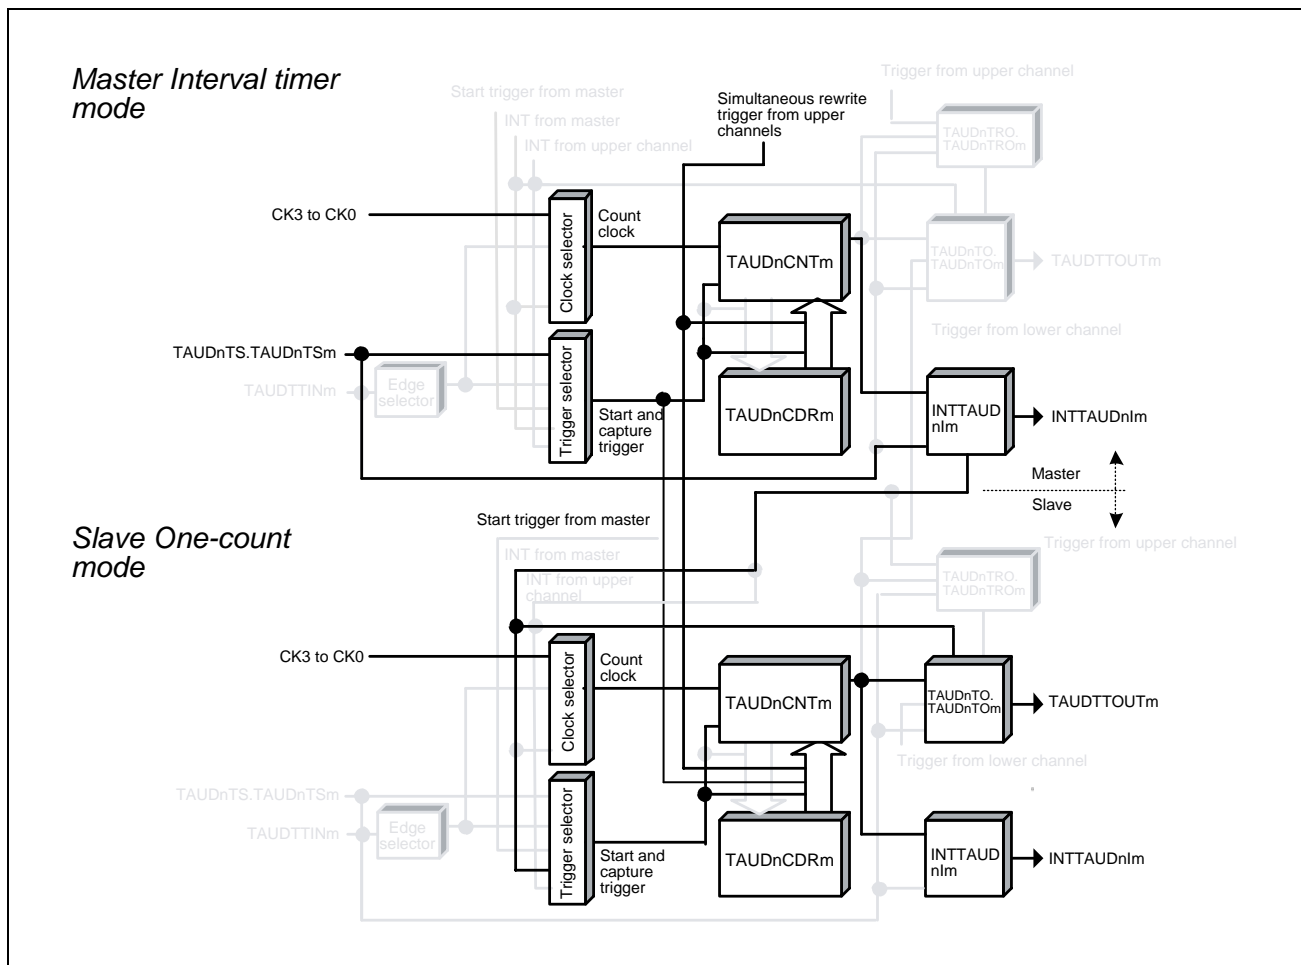 Master Interval timer
mode
Start trigger from master
INT from master
INT from upper channel
Simultaneous rewrite
trigger from upper
channels
Trigger from upper channel
TAUDnTRO.
TAUDnTROm
CK3 to CK0
Clock selector
Count
clock
TAUDnCNTm
TAUDnTO.
TAUDnTOm
TAUDTTOUTm
Trigger from lower channel
TAUDnTS.TAUDnTSm
TAUDTTINm
Edge
selector
Trigger selector
Start and
capture
trigger
TAUDnCDRm
INTTAUD
nIm
INTTAUDnIm
Master
Slave
Slave One-count
mode
Start trigger from master
INT from master
INT from upper
channel
Trigger from upper channel
TAUDnTRO.
TAUDnTROm
CK3 to CK0
Clock selector
Count
clock
TAUDnCNTm
TAUDnTO.
TAUDnTOm
TAUDTTOUTm
Trigger from lower channel
TAUDnTS.TAUDnTSm
TAUDTTINm
Edge
selector
Trigger selector
Start and
capture
trigger
TAUDnCDRm
INTTAUD
nIm
INTTAUDnIm